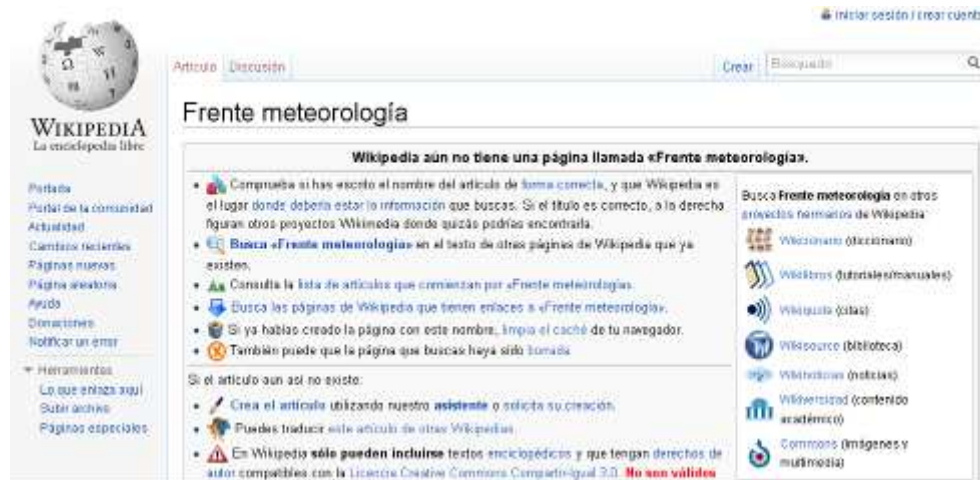 Iniciar sesión / crear cuenta
WIKIPEDIA
La enciclopedia libre
Artículo Discusión
Crear
Búsqueda
Frente meteorología
Wikipedia aún no tiene una página llamada «Frente meteorología».
Portada
Portal de la comunidad
Actualidad
Cambios recientes
Páginas nuevas
Página aleatoria
Ayuda
Donaciones
Notificar un error
Herramientas
Lo que enlaza aquí
Subir archivo
Páginas especiales
Comprueba si has escrito el nombre del artículo de forma correcta, y que Wikipedia es
el lugar donde debería estar la información que buscas. Si el título es correcto, a la derecha
figuran otros proyectos Wikimedia donde quizás podrías encontrarla.
Busca «Frente meteorología» en el texto de otras páginas de Wikipedia que ya
existen.
Consulta la lista de artículos que comienzan por «Frente meteorología».
Busca las páginas de Wikipedia que tienen enlaces a «Frente meteorología».
Si ya habías creado la página con este nombre, limpia el caché de tu navegador.
También puede que la página que buscas haya sido borrada.
Si el artículo aun así no existe:
Crea el artículo utilizando nuestro asistente o solicita su creación.
Puedes traducir este artículo de otras Wikipedias.
En Wikipedia sólo pueden incluirse textos enciclopédicos y que tengan derechos de
autor compatibles con la Licencia Creative Commons Compartir-Igual 3.0. No son válidos
Busca Frente meteorología en otros
proyectos hermanos de Wikipedia:
Wikcionario (diccionario)
Wikilibros (tutoriales/manuales)
Wikiquote (citas)
Wikisource (biblioteca)
Wikinoticias (noticias)
Wikiversidad (contenido
académico)
Commons (imágenes y
multimedia)